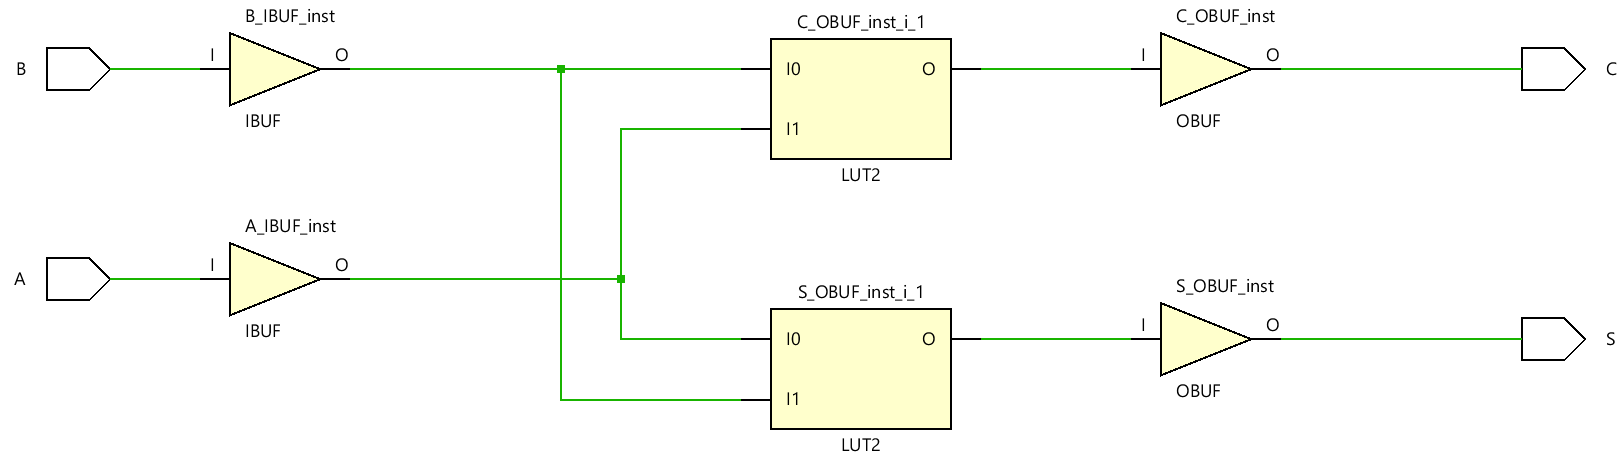 B_IBUF_inst
C_OBUF_inst_i_1
C_OBUF_inst
B
I
O
I0
O
I
O
C
IBUF
I1
OBUF
LUT2
A_IBUF_inst
A
I
O
S_OBUF_inst_i_1
S_OBUF_inst
IBUF
I0
O
I
O
S
I1
OBUF
LUT2